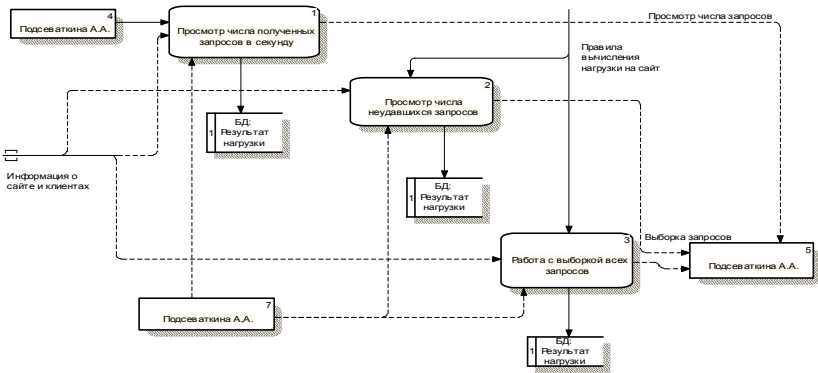 4
Подсеваткина А.А.
1
Просмотр числа полученных
запросов в секунду
Просмотр числа запросов
Правила
вычисления
нагрузки на сайт
2
Просмотр числа
неудавшихся запросов
1
БД:
Результат
нагрузки
Информация о
сайте и клиентах
1
БД:
Результат
нагрузки
3
Работа с выборкой всех
запросов
Выборка запросов
5
Подсеваткина А.А.
7
Подсеваткина А,А.
1
БД:
Результат
нагрузки